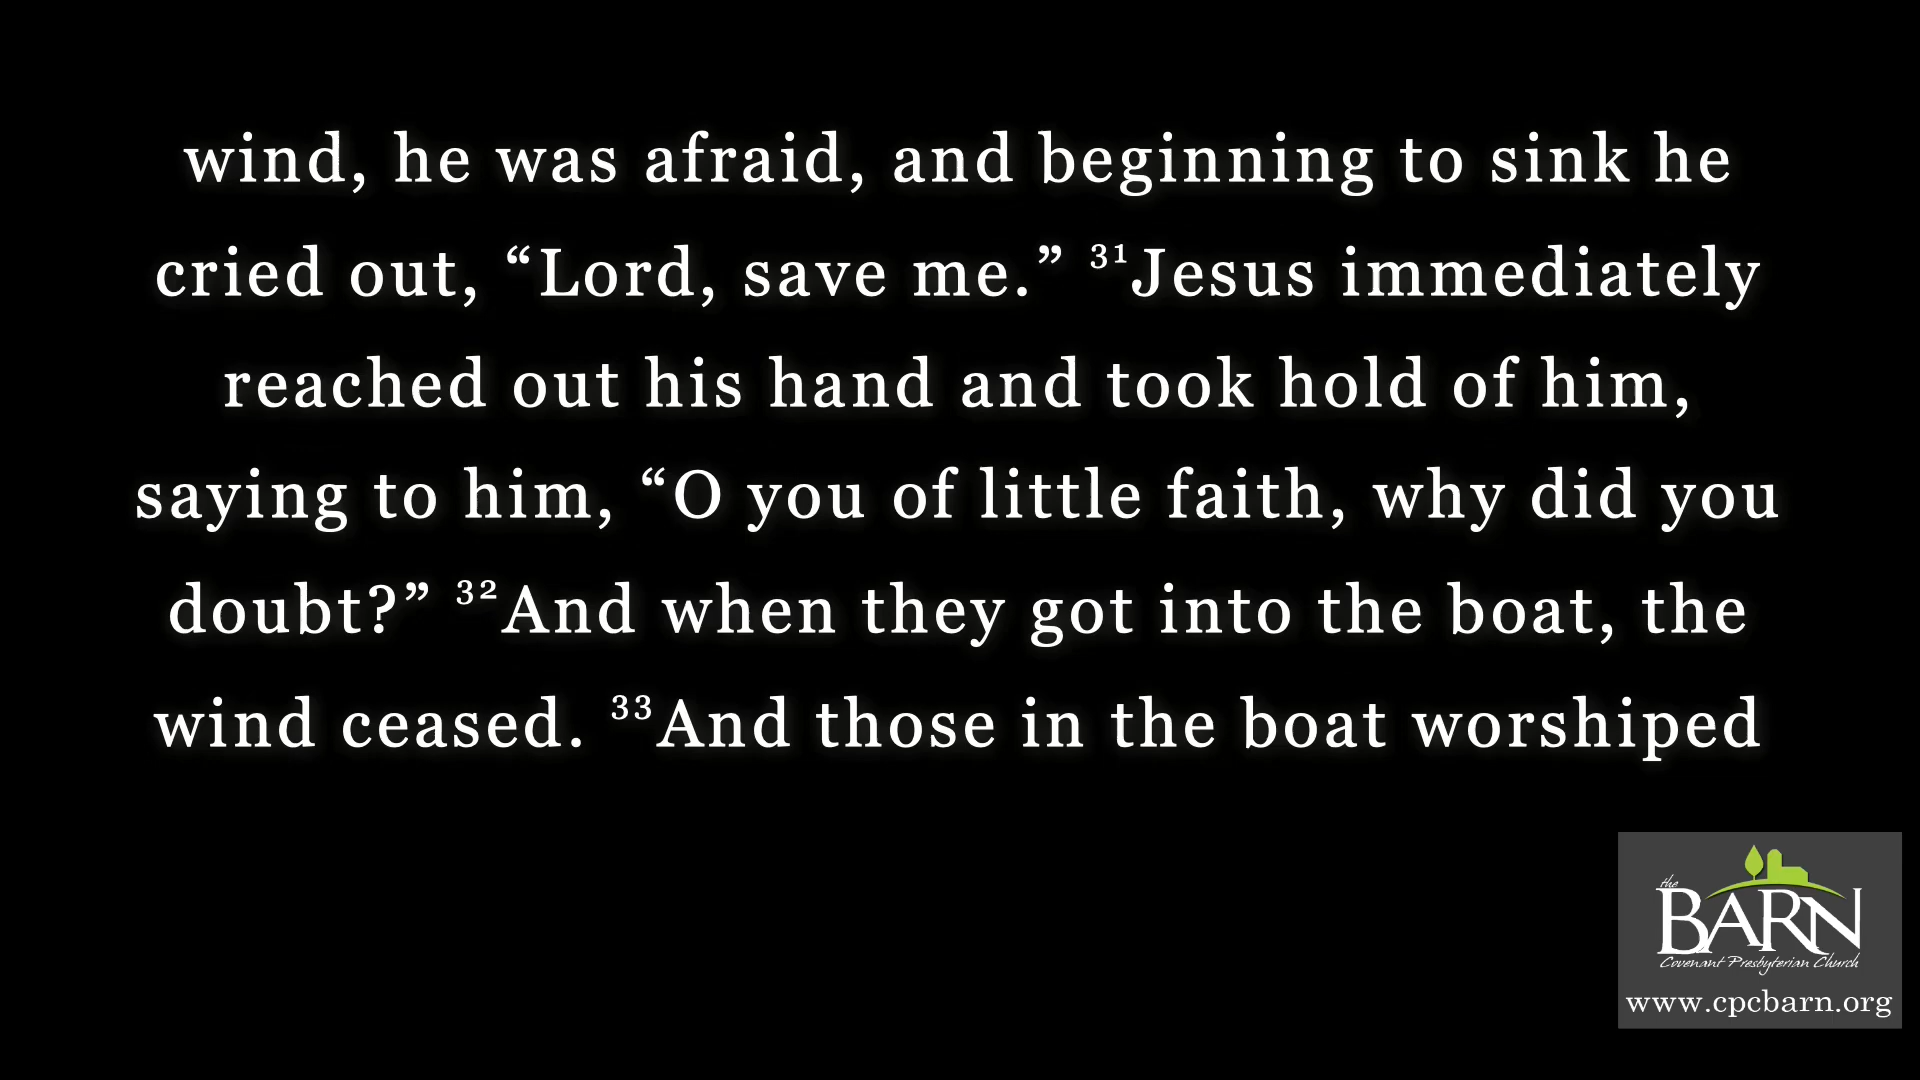 wind, he was afraid, and beginning to sink he
cried out, “Lord, save me.” ³¹Jesus immediately
reached out his hand and took hold of him,
saying to him, “O you of little faith, why did you
doubt?” ³²And when they got into the boat, the
wind ceased. ³³And those in the boat worshiped
the
BARN
Covenant Presbyterian Church
www.cpcbarn.org